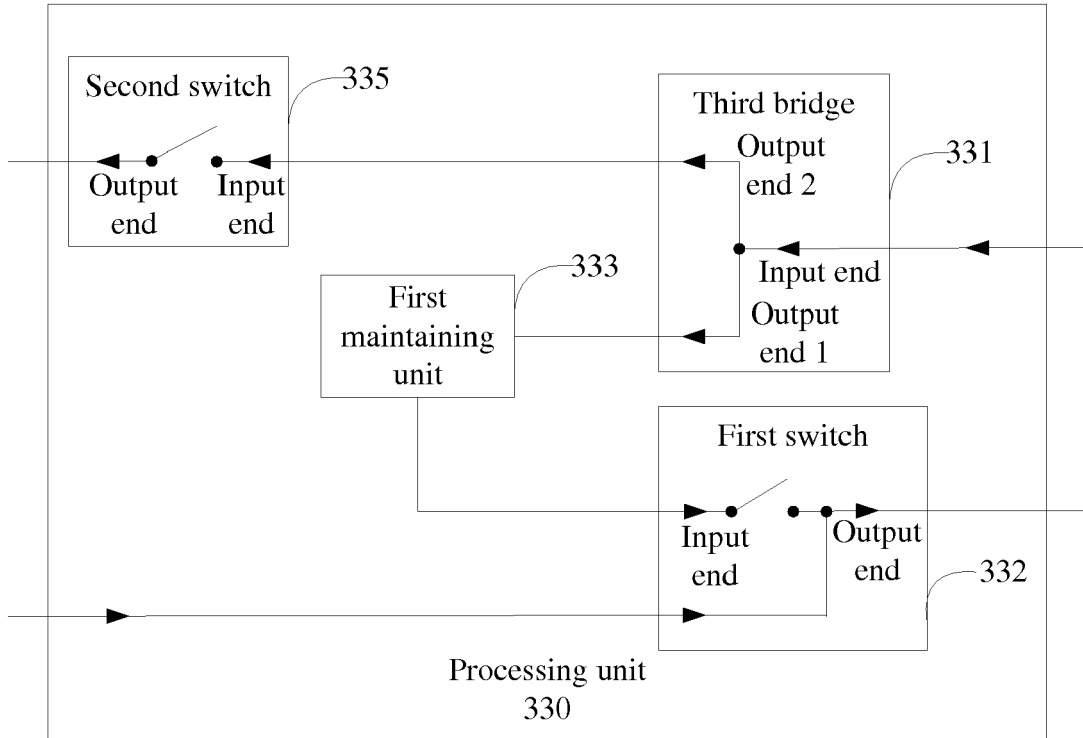 Second switch
335
Output
end
Input
end
Third bridge
Output
end 2
331
Input end
Output
end 1
333
First
maintaining
unit
First switch
Input
end
Output
end
332
Processing unit
330